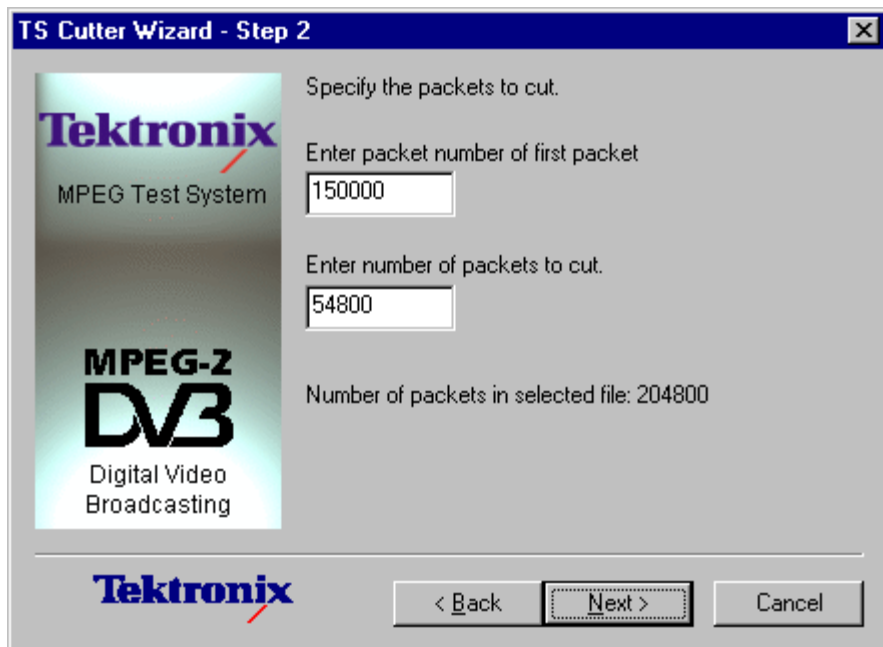 TS Cutter Wizard - Step 2
Tektronix
MPEG Test System
MPEG-2
DVB
Digital Video
Broadcasting
Specify the packets to cut.
Enter packet number of first packet
150000
Enter number of packets to cut.
54800
Number of packets in selected file: 204800
Tektronix
< Back
Next >
Cancel